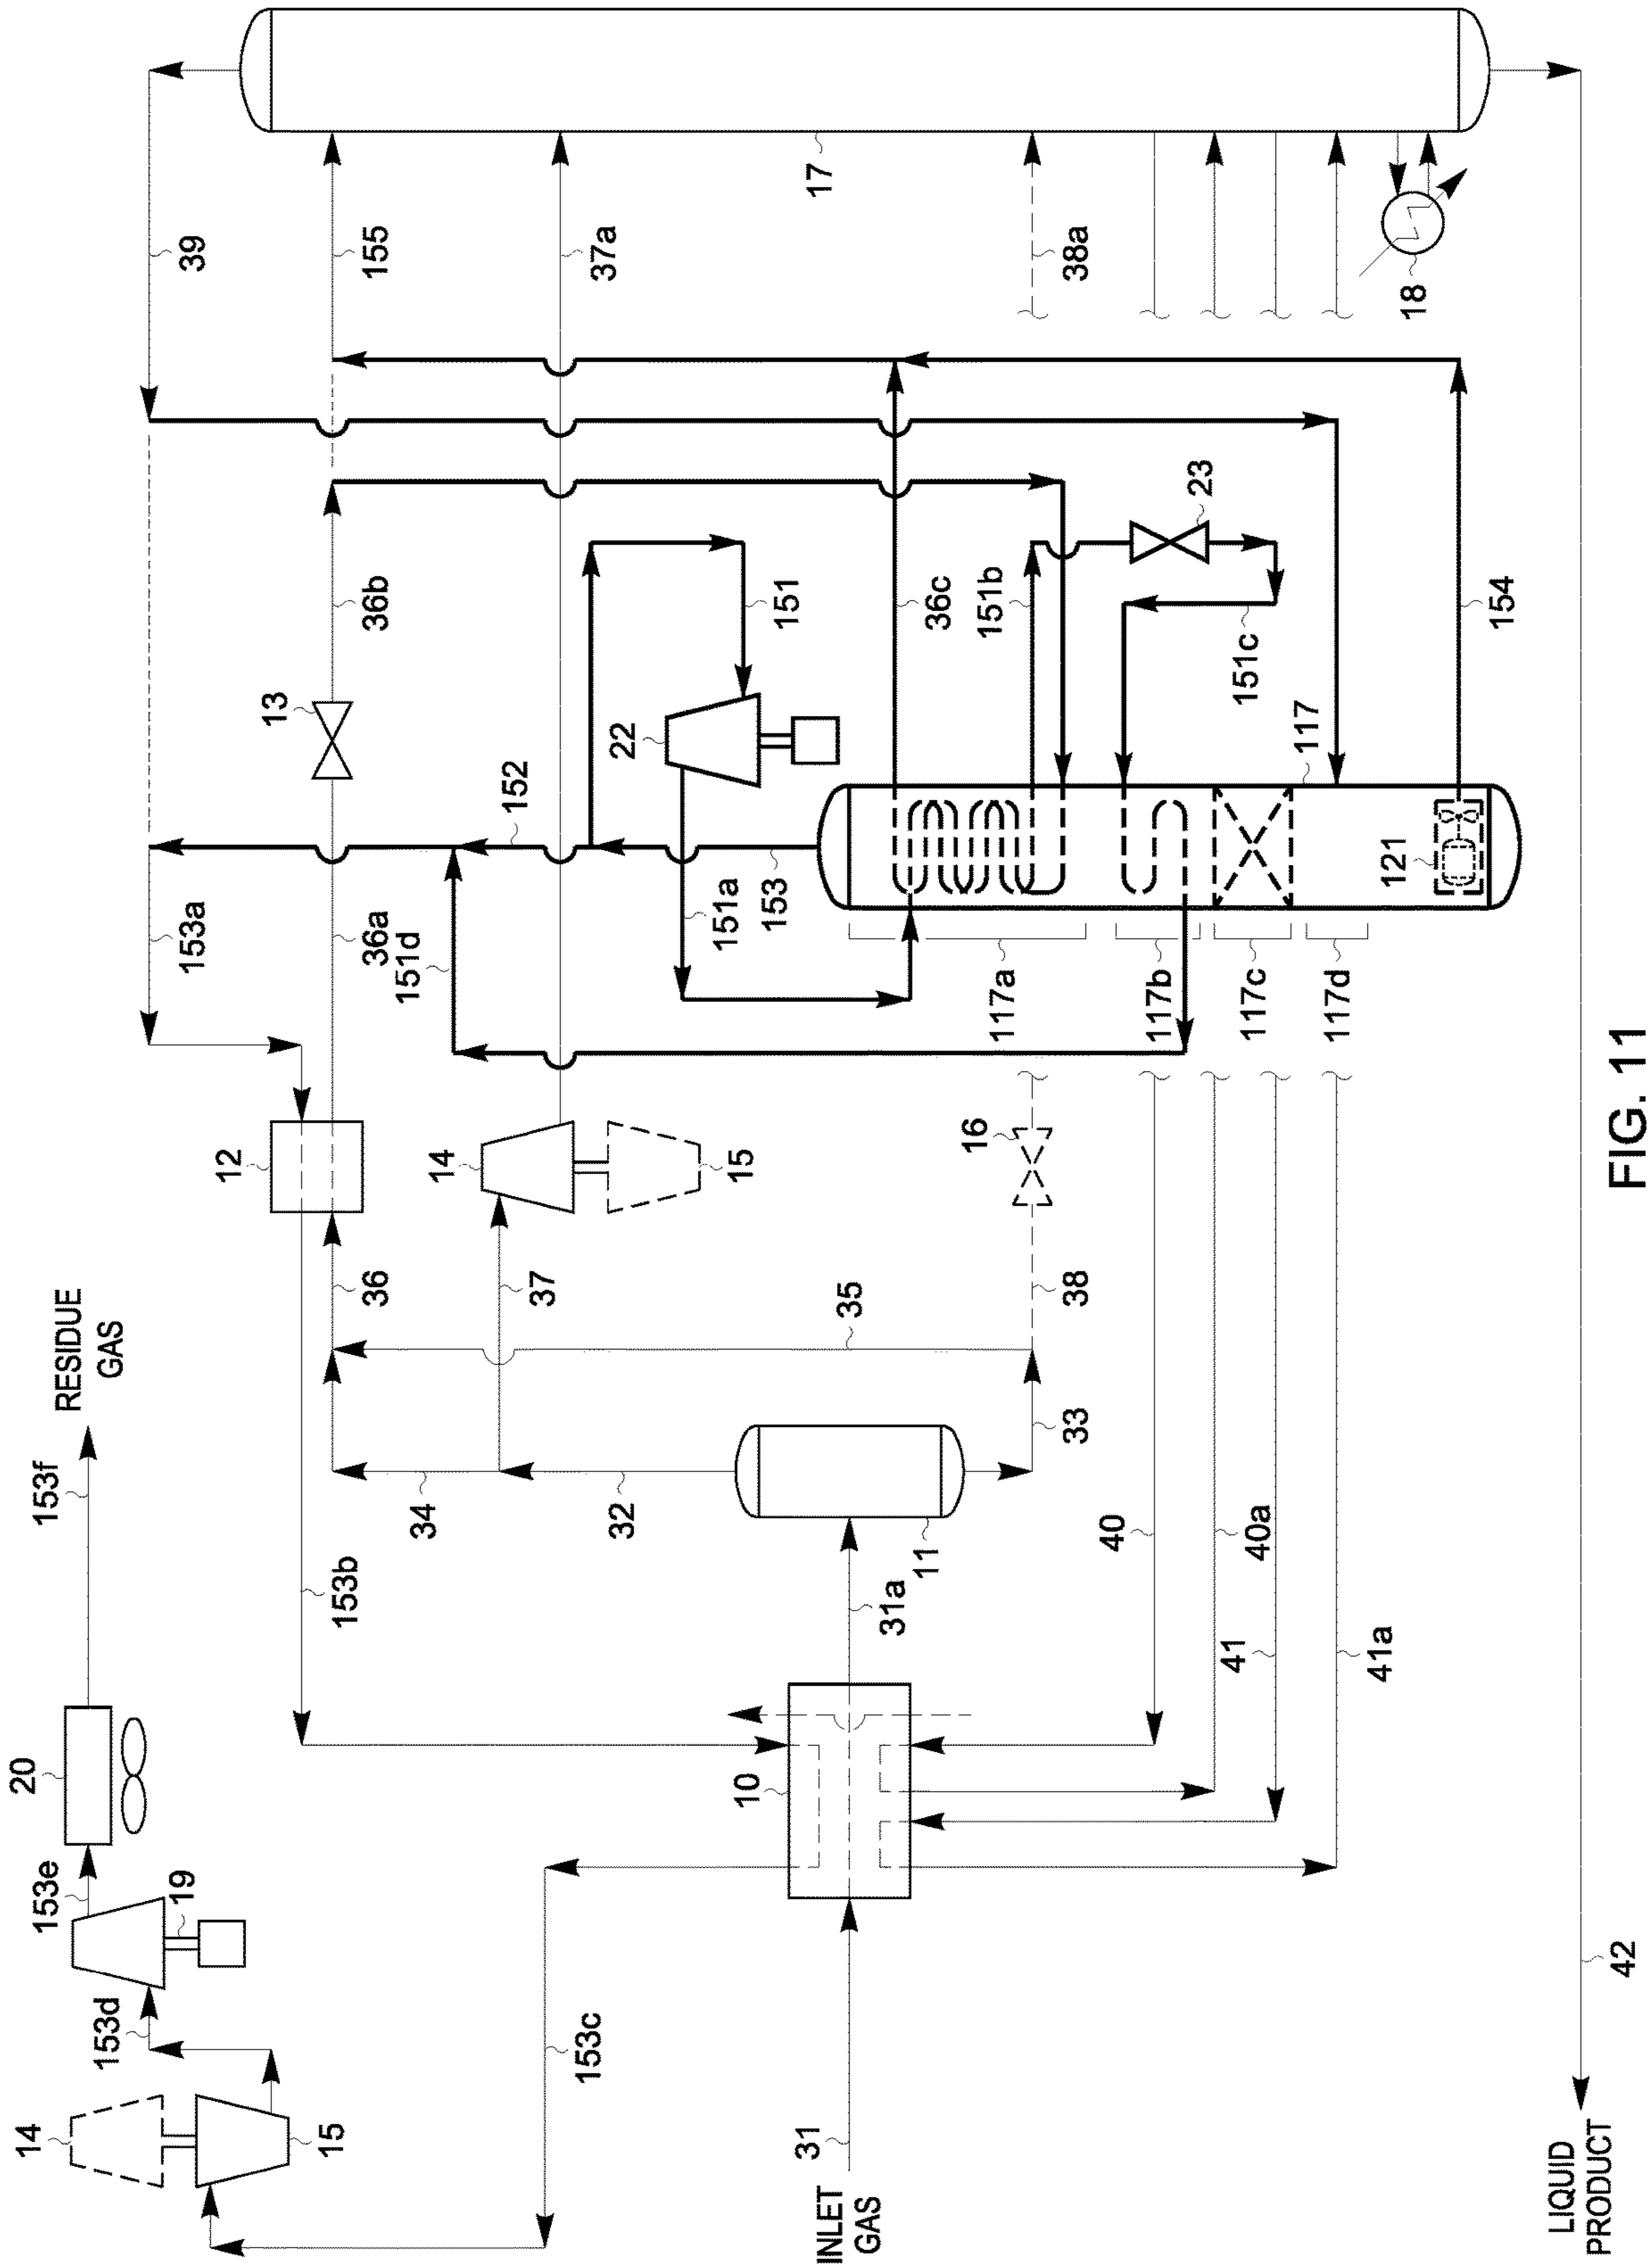 RESIDUE
GAS
153f
20
153e
19
153d
14
15
153c
153b
39
153a
155
36b
13
36a
151d
12
36
34
37
32
35
14
15
37a
17
152
151
22
151a
153
36c
151b
23
151c
154
117
121
117a
117b
117c
117d
38a
18
16
38
33
11
31a
10
31
INLET
GAS
40
40a
41
41a
42
LIQUID
PRODUCT
FIG. 11